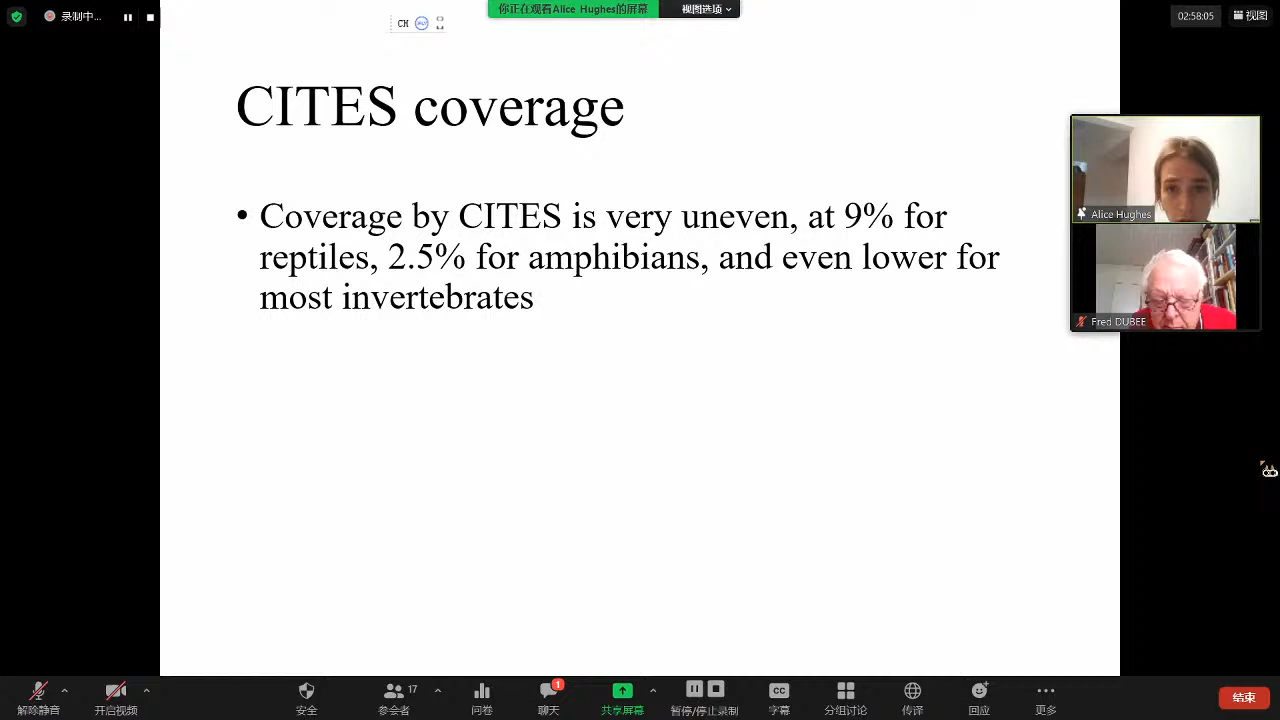 录制中...
CH
你正在观看Alice Hughes的屏幕
视图选项
02:58:05
视图
CITES coverage
• Coverage by CITES is very uneven, at 9% for
reptiles, 2.5% for amphibians, and even lower for
most invertebrates
Alice Hughes
Fred DUBEE
解除静音
开启视频
安全
17
参会者
问卷
1
聊天
共享屏幕
暂停/停止录制
CC
字幕
分组讨论
传译
回应
更多
结束